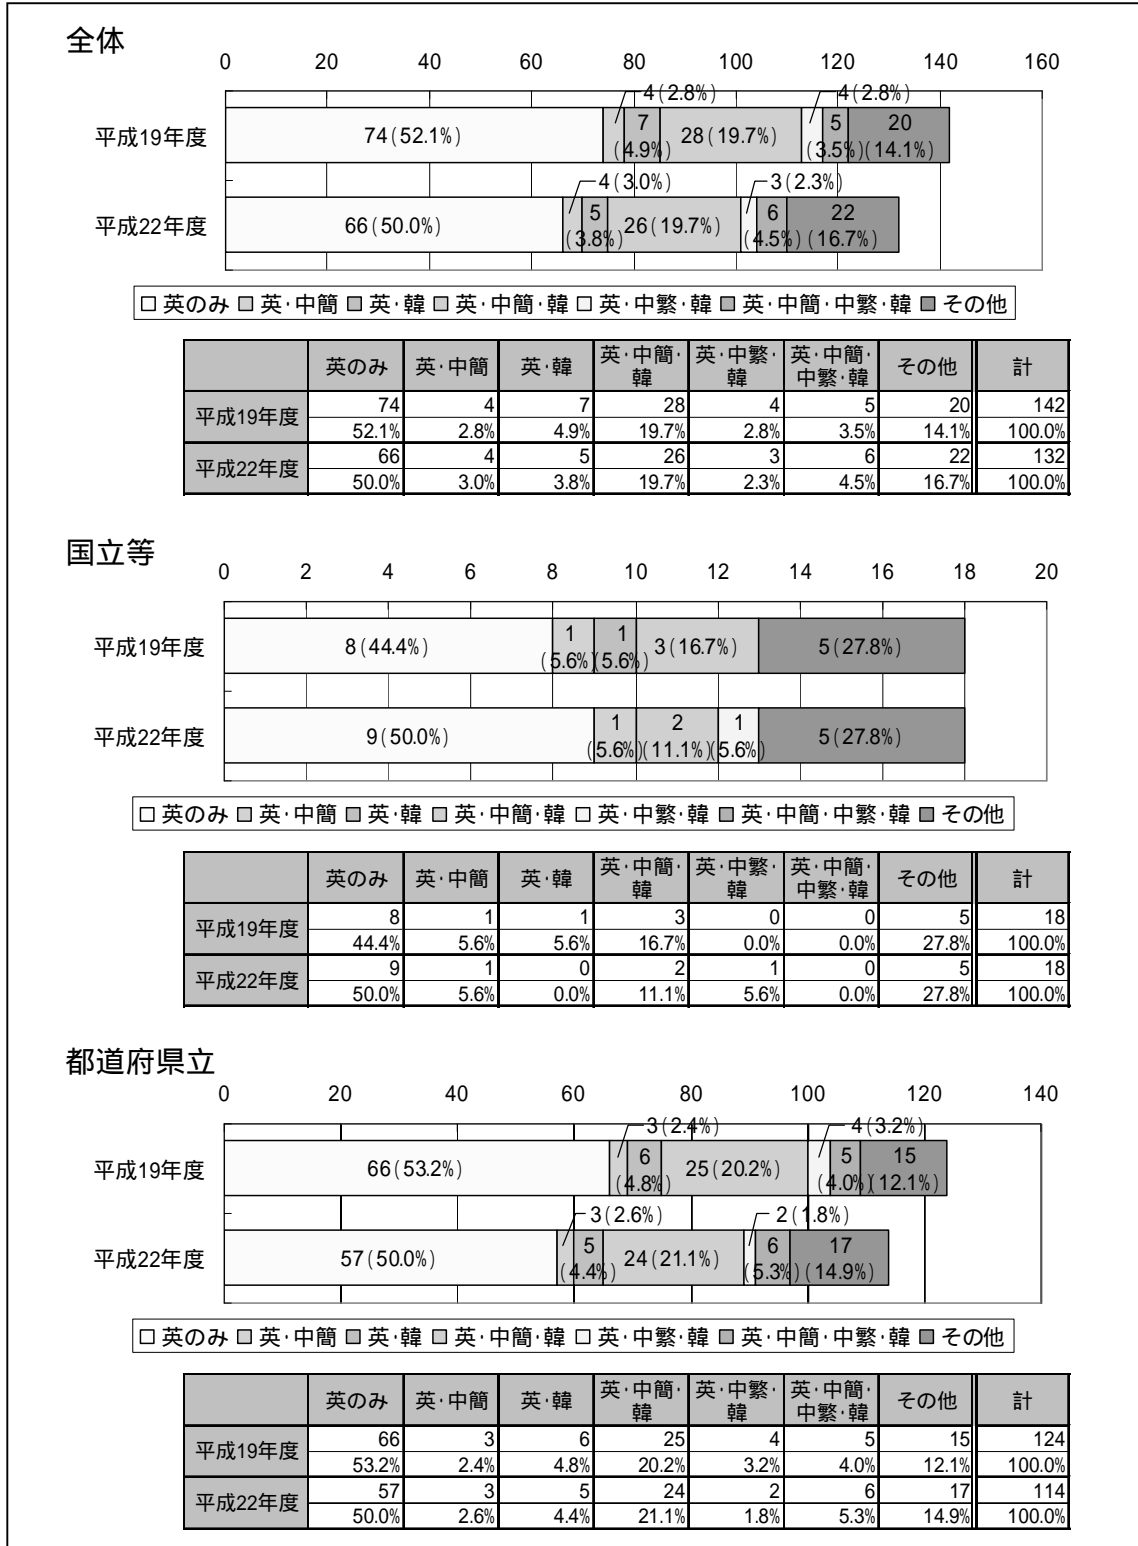 全体
0 20 40 60 80 100 120 140 160
4(2.8%) 4(2.8%)
平成19年度 74(52.1%) 7 28(19.7%) 5 20
(4.9%) (3.5%) (14.1%)
4(3.0%) 3(2.3%)
平成22年度 66(50.0%) 5 26(19.7%) 6 22
(3.8%) (4.5%) (16.7%)
□英のみ □英・中簡 □英・韓 □英・中簡・韓 □英・中繁・韓 ■英・中簡・中繁・韓 ■その他
英のみ 英・中簡 英・韓 英・中簡・韓 英・中繁・韓 英・中簡・中繁・韓 その他 計
平成19年度 74 4 7 28 4 5 20 142
52.1% 2.8% 4.9% 19.7% 2.8% 3.5% 14.1% 100.0%
平成22年度 66 4 5 26 3 6 22 132
50.0% 3.0% 3.8% 19.7% 2.3% 4.5% 16.7% 100.0%
国立等
0 2 4 6 8 10 12 14 16 18 20
平成19年度 8(44.4%) 1 1 3(16.7%) 5(27.8%)
(5.6%) (5.6%)
平成22年度 9(50.0%) 1 2 1 5(27.8%)
(5.6%) (11.1%) (5.6%)
□英のみ □英・中簡 □英・韓 □英・中簡・韓 □英・中繁・韓 ■英・中簡・中繁・韓 ■その他
英のみ 英・中簡 英・韓 英・中簡・韓 英・中繁・韓 英・中簡・中繁・韓 その他 計
平成19年度 8 1 1 3 0 0 5 18
44.4% 5.6% 5.6% 16.7% 0.0% 0.0% 27.8% 100.0%
平成22年度 9 1 0 2 1 0 5 18
50.0% 5.6% 0.0% 11.1% 5.6% 0.0% 27.8% 100.0%
都道府県立
0 20 40 60 80 100 120 140
3(2.4%) 4(3.2%)
平成19年度 66(53.2%) 6 25(20.2%) 5 15
(4.8%) (4.0%) (12.1%)
3(2.6%) 2(1.8%)
平成22年度 57(50.0%) 5 24(21.1%) 6 17
(4.4%) (5.3%) (14.9%)
□英のみ □英・中簡 □英・韓 □英・中簡・韓 □英・中繁・韓 ■英・中簡・中繁・韓 ■その他
英のみ 英・中簡 英・韓 英・中簡・韓 英・中繁・韓 英・中簡・中繁・韓 その他 計
平成19年度 66 3 6 25 4 5 15 124
53.2% 2.4% 4.8% 20.2% 3.2% 4.0% 12.1% 100.0%
平成22年度 57 3 5 24 2 6 17 114
50.0% 2.6% 4.4% 21.1% 1.8% 5.3% 14.9% 100.0%